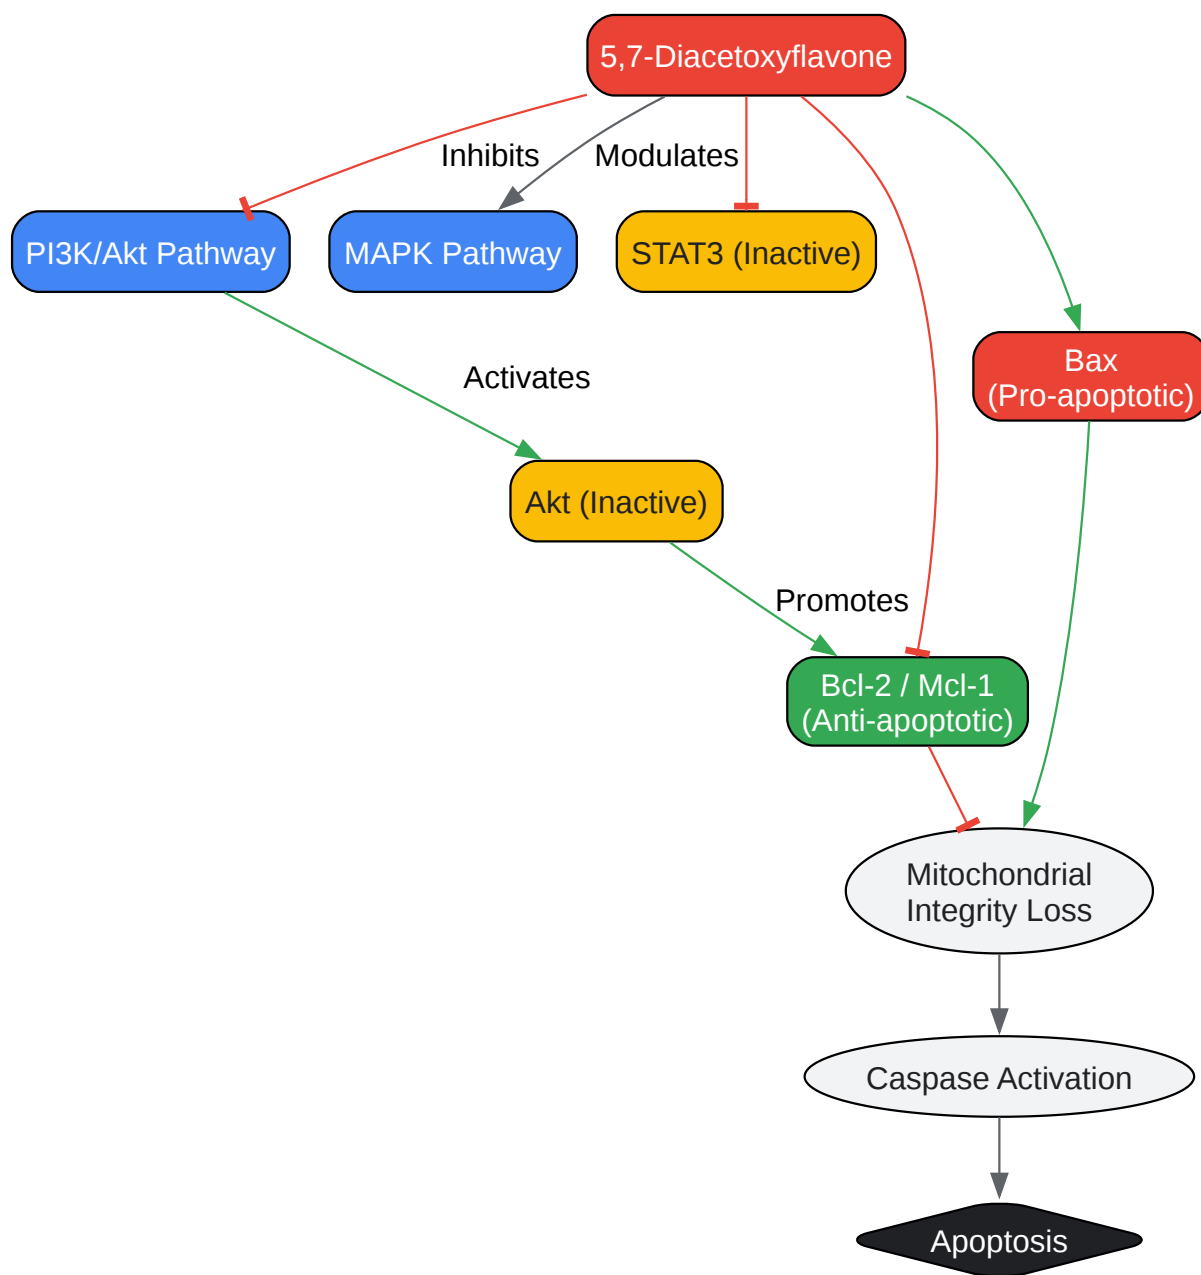 5,7-Diacetoxyflavone
Inhibits
Modulates
PI3K/Akt Pathway
MAPK Pathway
STAT3 (Inactive)
Bax
(Pro-apoptotic)
Activates
Akt (Inactive)
Promotes
Bcl-2 / Mcl-1
(Anti-apoptotic)
Mitochondrial
Integrity Loss
Caspase Activation
Apoptosis